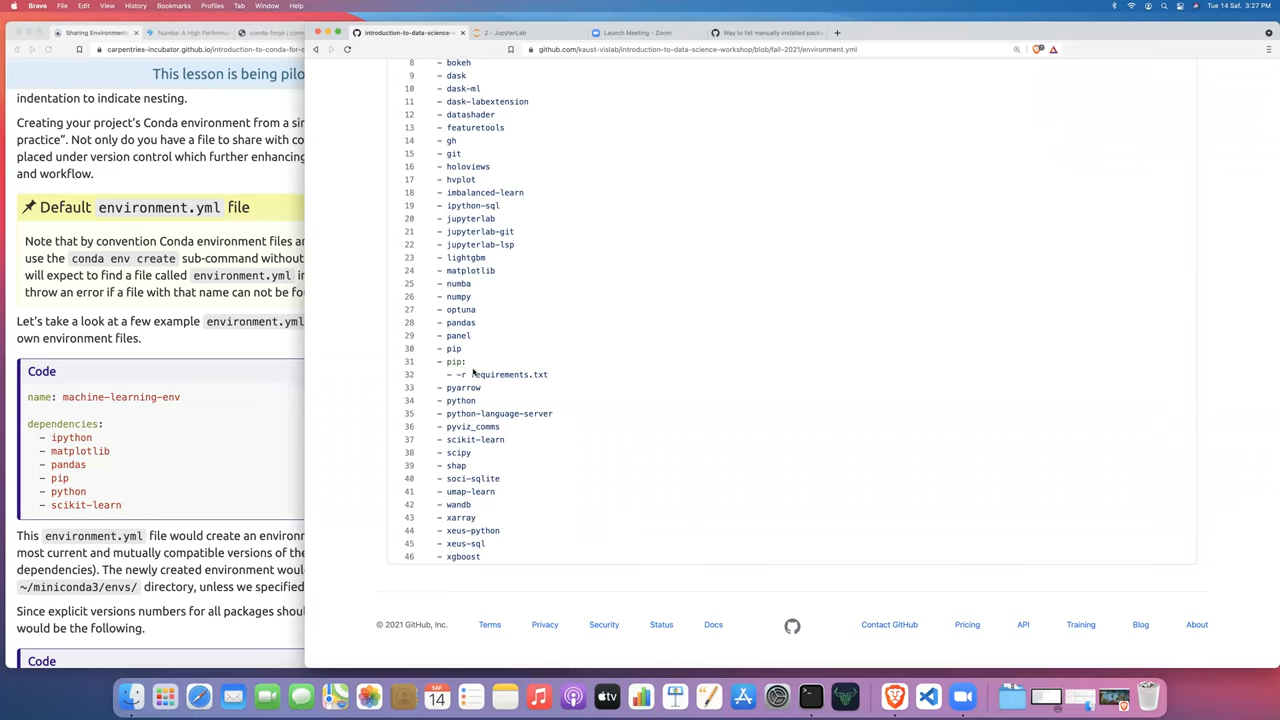 Brave File Edit View History Bookmarks Profiles Tab Window Help
Tue 14 Saf. 3:27 PM
Sharing Environments
Numba: A High Performa
conda-forge | comm
carpentries-incubator.github.io/introduction-to-conda-for-d
This lesson is being pilo
indentation to indicate nesting.
Creating your project's Conda environment from a si
practice". Not only do you have a file to share with co
placed under version control which further enhancing
and workflow.
Default environment.yml file
Note that by convention Conda environment files ar
use the conda env create sub-command without
will expect to find a file called environment.yml in
throw an error if a file with that name can not be fo
Let's take a look at a few example environment.yml
own environment files.
Code
name: machine-learning-env
dependencies:
- ipython
- matplotlib
- pandas
- pip
- python
- scikit-learn
This environment.yml file would create an environ
most current and mutually compatible versions of the
dependencies). The newly created environment woul
~/miniconda3/envs/ directory, unless we specified
Since explicit versions numbers for all packages shou
would be the following.
Code
introduction-to-data-science-
2 - JupyterLab
Launch Meeting - Zoom
Way to list manually installed pack
github.com/kaust-vislab/introduction-to-data-science-workshop/blob/fall-2021/environment.yml
8 - bokeh
9 - dask
10 - dask-ml
11 - dask-labextension
12 - datashader
13 - featuretools
14 - gh
15 - git
16 - holoviews
17 - hvplot
18 - imbalanced-learn
19 - ipython-sql
20 - jupyterlab
21 - jupyterlab-git
22 - jupyterlab-lsp
23 - lightgbm
24 - matplotlib
25 - numba
26 - numpy
27 - optuna
28 - pandas
29 - panel
30 - pip
31 - pip:
32 - -r requirements.txt
33 - pyarrow
34 - python
35 - python-language-server
36 - pyviz_comms
37 - scikit-learn
38 - scipy
39 - shap
40 - soci-sqlite
41 - umap-learn
42 - wandb
43 - xarray
44 - xeus-python
45 - xeus-sql
46 - xgboost
© 2021 GitHub, Inc. Terms Privacy Security Status Docs Contact GitHub Pricing API Training Blog About
SAF.
14